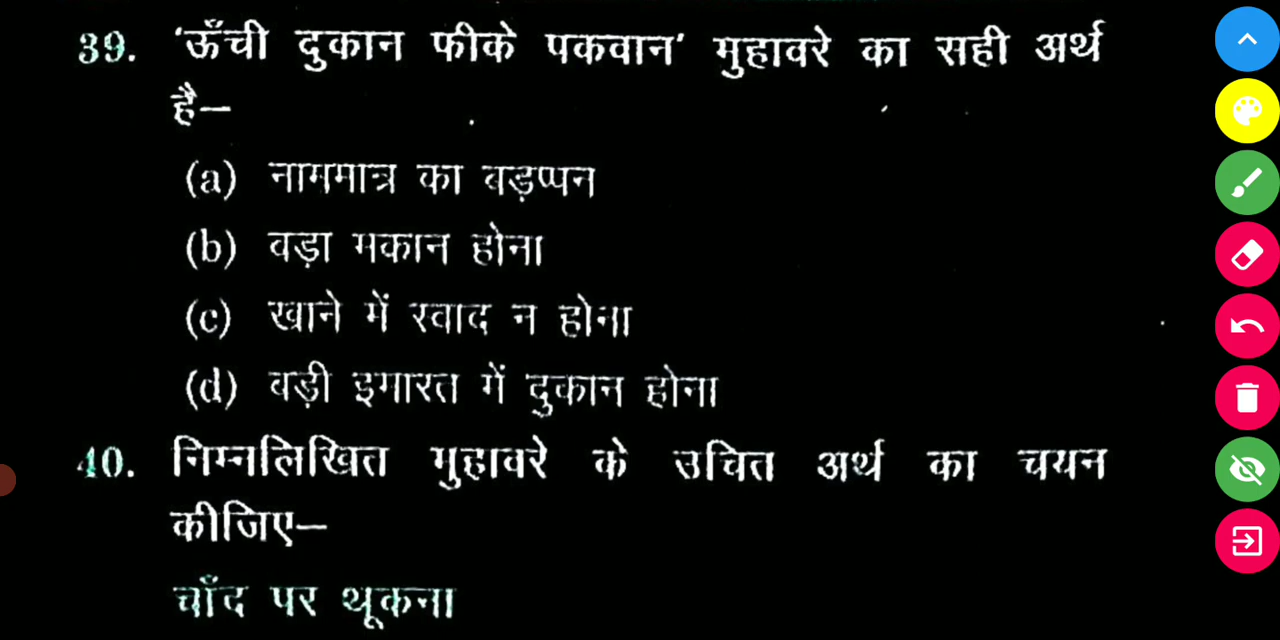 39. ‘ऊँची दुकान फीके पकवान’ मुहावरे का सही अर्थ
है—
(a) नाममात्र का बड़प्पन
(b) बड़ा मकान होना
(c) खाने में स्वाद न होना
(d) बड़ी इमारत में दुकान होना
40. निम्नलिखित मुहावरे के उचित अर्थ का चयन
कीजिए—
चाँद पर थूकना